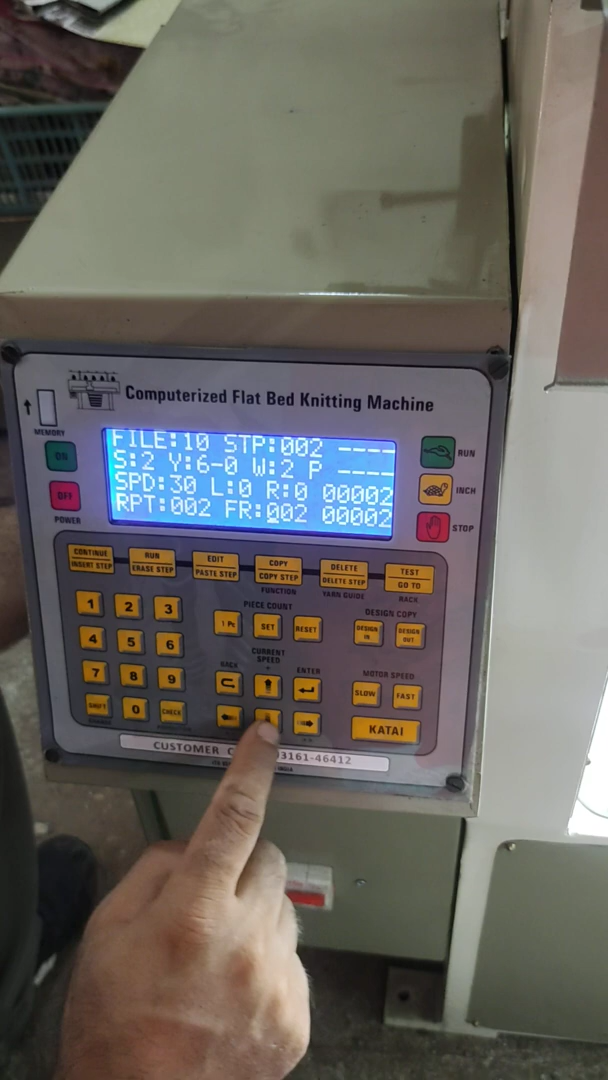 Computerized Flat Bed Knitting Machine
MEMORY
ON
OFF
POWER
FILE:10 STP:002 ----
S:2 Y:6-0 W:2 P ----
SPD:30 L:0 R:0 00002
RPT:002 FR:002 00002
RUN
INCH
STOP
CONTINUE
INSERT STEP
RUN
ERASE STEP
EDIT
PASTE STEP
COPY
COPY STEP
DELETE
DELETE STEP
TEST
GO TO
FUNCTION
YARN GUIDE
RACK
1 2 3
4 5 6
7 8 9
SHIFT 0 CHECK
PIECE COUNT
1 Pc SET RESET
DESIGN COPY
DESIGN IN
DESIGN OUT
CURRENT SPEED
BACK
ENTER
MOTOR SPEED
SLOW FAST
KATAI
CUSTOMER C 3161-46412